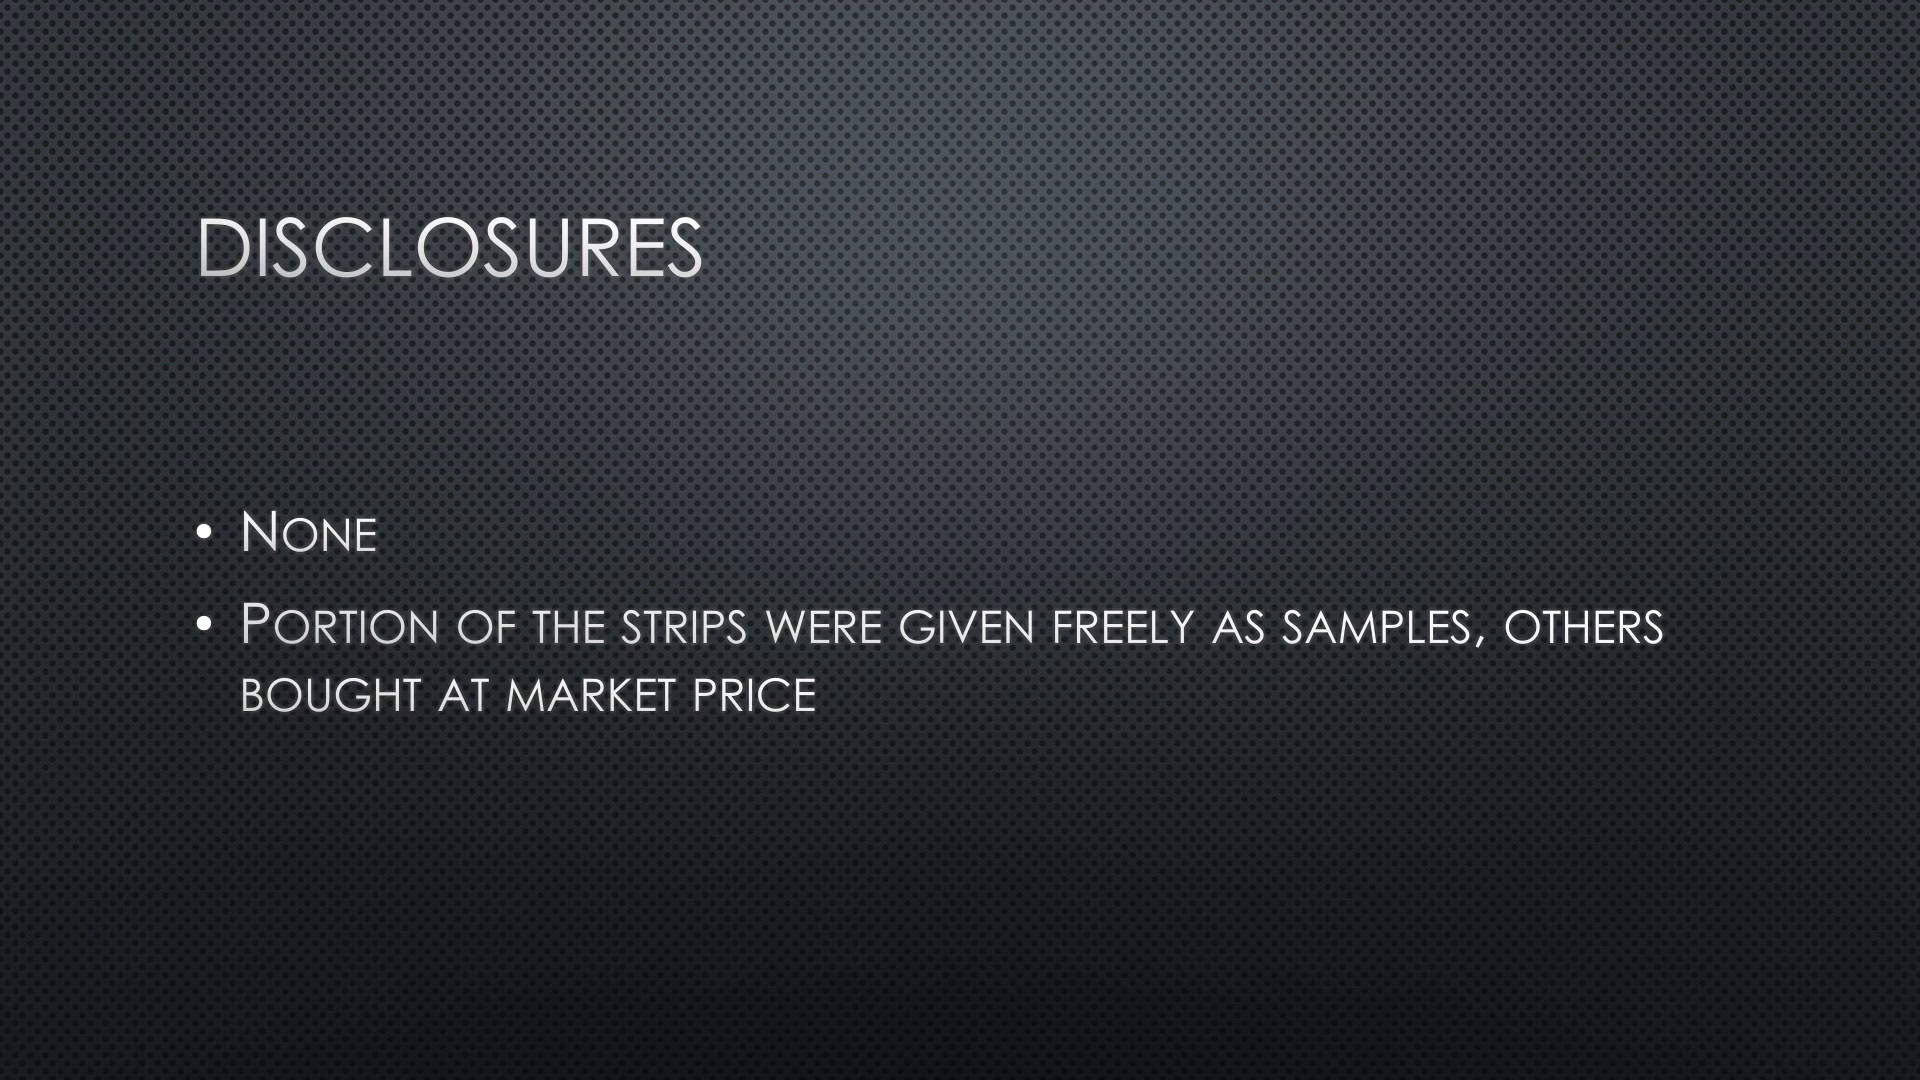 DISCLOSURES
• NONE
• PORTION OF THE STRIPS WERE GIVEN FREELY AS SAMPLES, OTHERS
BOUGHT AT MARKET PRICE